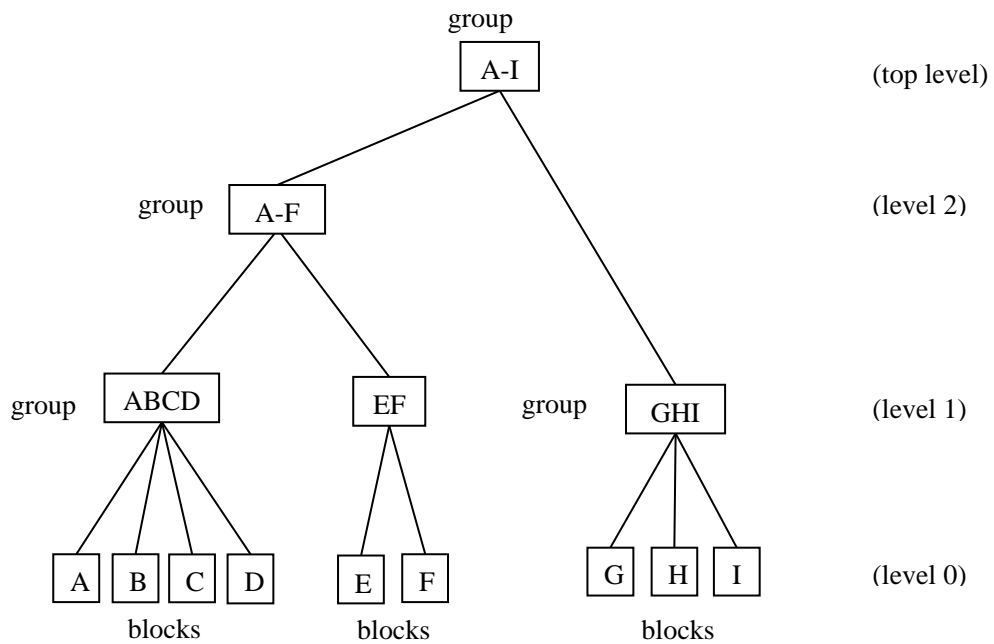 group
A-I
(top level)
group
A-F
(level 2)
group
ABCD
EF
group
GHI
(level 1)
A
B
C
D
E
F
G
H
I
(level 0)
blocks
blocks
blocks